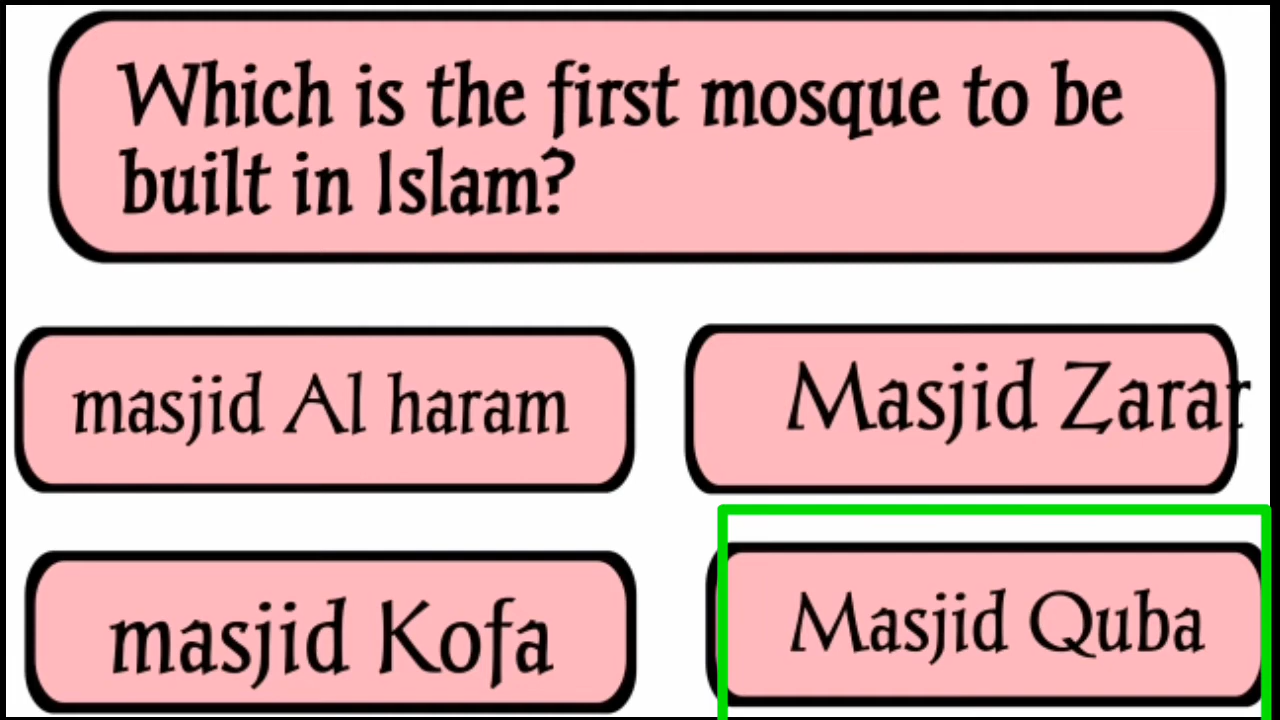 Which is the first mosque to be
built in Islam?
masjid Al haram
Masjid Zarar
masjid Kofa
Masjid Quba